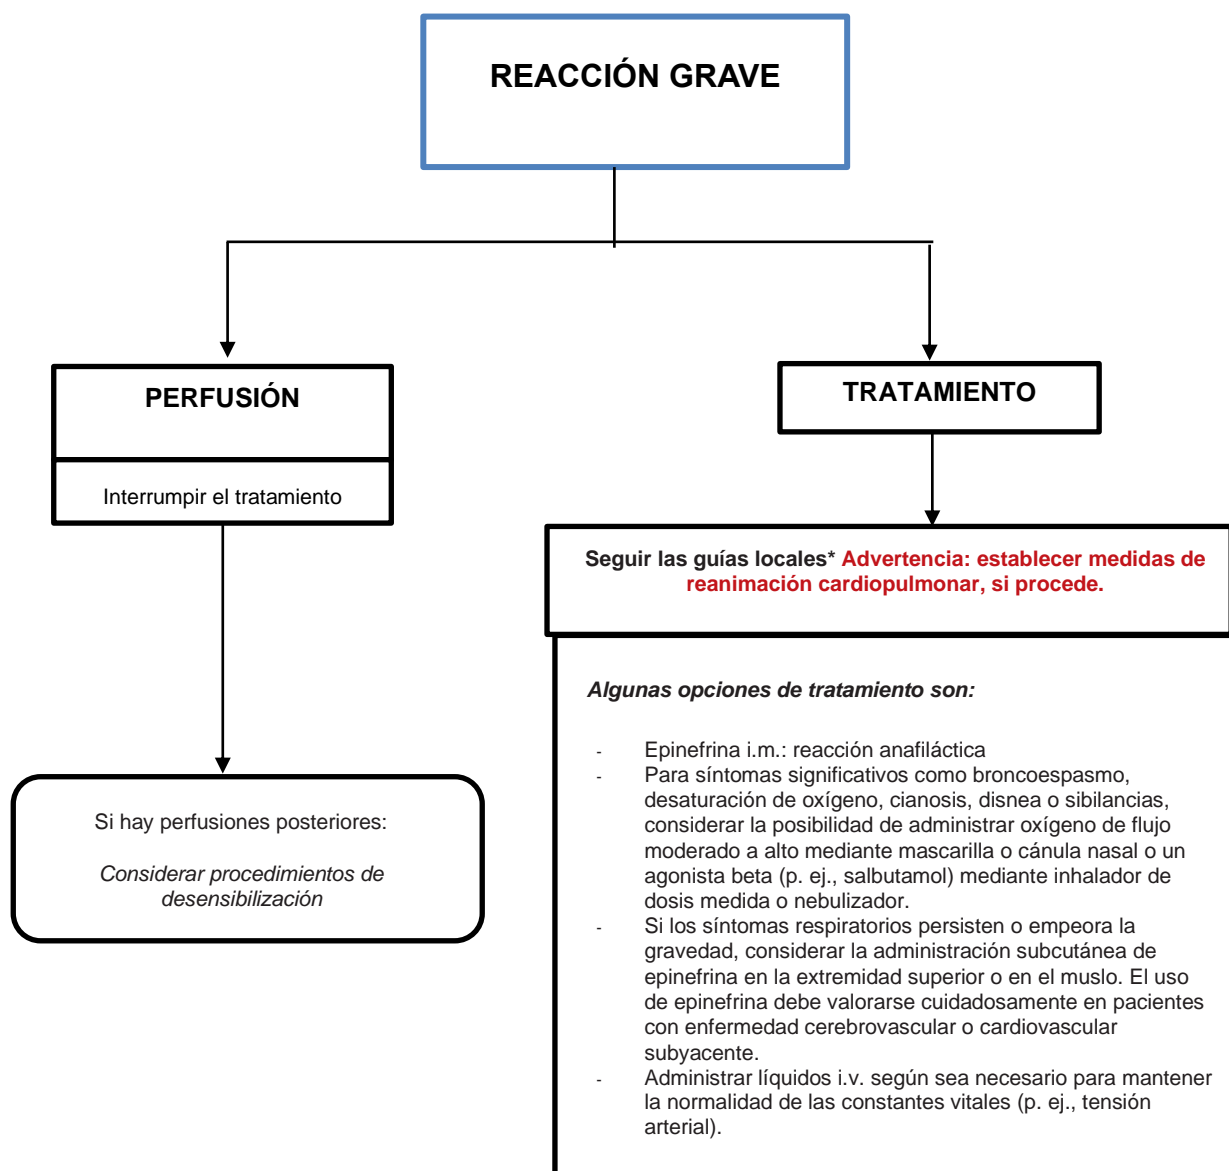 REACCIÓN GRAVE
PERFUSIÓN
Interrumpir el tratamiento
Si hay perfusiones posteriores:
Considerar procedimientos de
desensibilización
TRATAMIENTO
Seguir las guías locales* Advertencia: establecer medidas de
reanimación cardiopulmonar, si procede.
Algunas opciones de tratamiento son:
- Epinefrina i.m.: reacción anafiláctica
- Para síntomas significativos como broncoespasmo,
desaturación de oxígeno, cianosis, disnea o sibilancias,
considerar la posibilidad de administrar oxígeno de flujo
moderado a alto mediante mascarilla o cánula nasal o un
agonista beta (p. ej., salbutamol) mediante inhalador de
dosis medida o nebulizador.
- Si los síntomas respiratorios persisten o empeora la
gravedad, considerar la administración subcutánea de
epinefrina en la extremidad superior o en el muslo. El uso
de epinefrina debe valorarse cuidadosamente en pacientes
con enfermedad cerebrovascular o cardiovascular
subyacente.
- Administrar líquidos i.v. según sea necesario para mantener
la normalidad de las constantes vitales (p. ej., tensión
arterial).